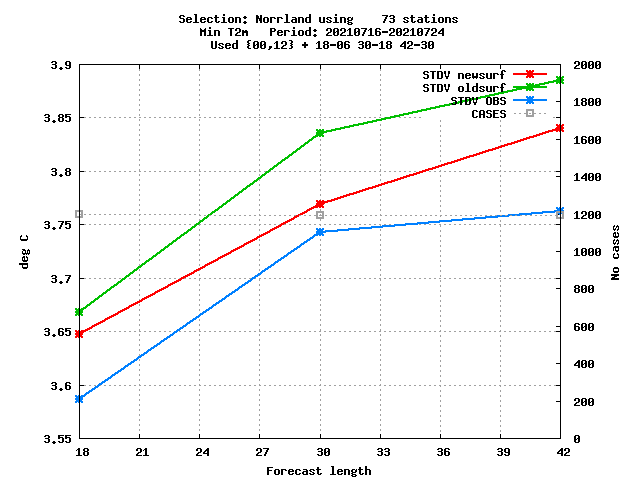 Selection: Norrland using    73 stations
Min T2m   Period: 20210716-20210724
Used {00,12} + 18-06 30-18 42-30
3.9
3.85
3.8
3.75
3.7
3.65
3.6
3.55
deg C
2000
1800
1600
1400
1200
1000
800
600
400
200
0
No cases
STDV newsurf
STDV oldsurf
STDV OBS
CASES
18 21 24 27 30 33 36 39 42
Forecast length